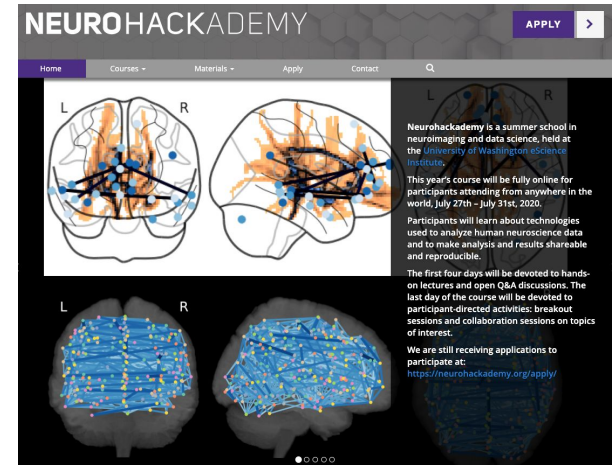 NEUROHACKADEMY
APPLY
Home Courses Materials Apply Contact
L R
L R
Neurohackademy is a summer school in
neuroimaging and data science, held at
the University of Washington eScience
Institute.
This year's course will be fully online for
participants attending from anywhere in the
world, July 27th – July 31st, 2020.
Participants will learn about technologies
used to analyze human neuroscience data
and to make analysis and results shareable
and reproducible.
The first four days will be devoted to hands-
on lectures and open Q&A discussions. The
last day of the course will be devoted to
participant-directed activities: breakout
sessions and collaboration sessions on topics
of interest.
We are still receiving applications to
participate at:
https://neurohackademy.org/apply/
L R